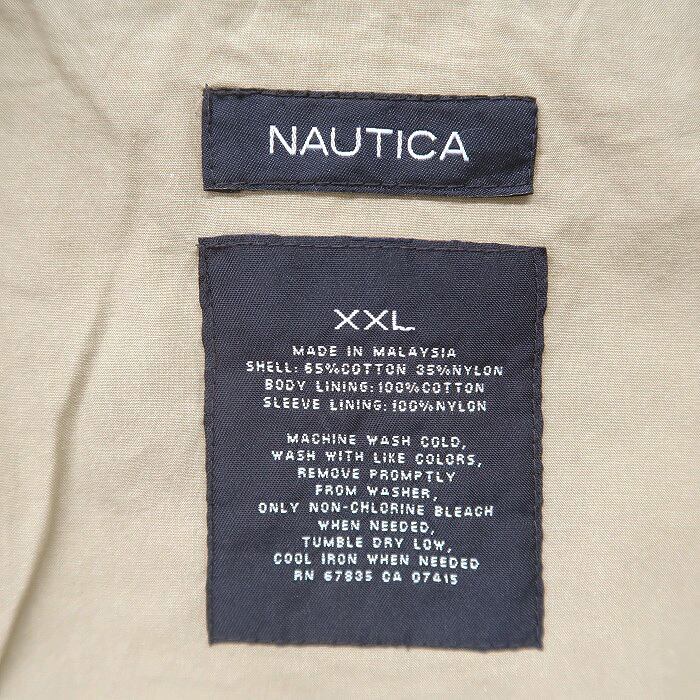 NAUTICA
XXL
MADE IN MALAYSIA
SHELL: 65%COTTON 35%NYLON
BODY LINING:100%COTTON
SLEEVE LINING:100%NYLON
MACHINE WASH COLD,
WASH WITH LIKE COLORS,
REMOVE PROMPTLY
FROM WASHER,
ONLY NON-CHLORINE BLEACH
WHEN NEEDED,
TUMBLE DRY LOW,
COOL IRON WHEN NEEDED
RN 67835 CA 07415